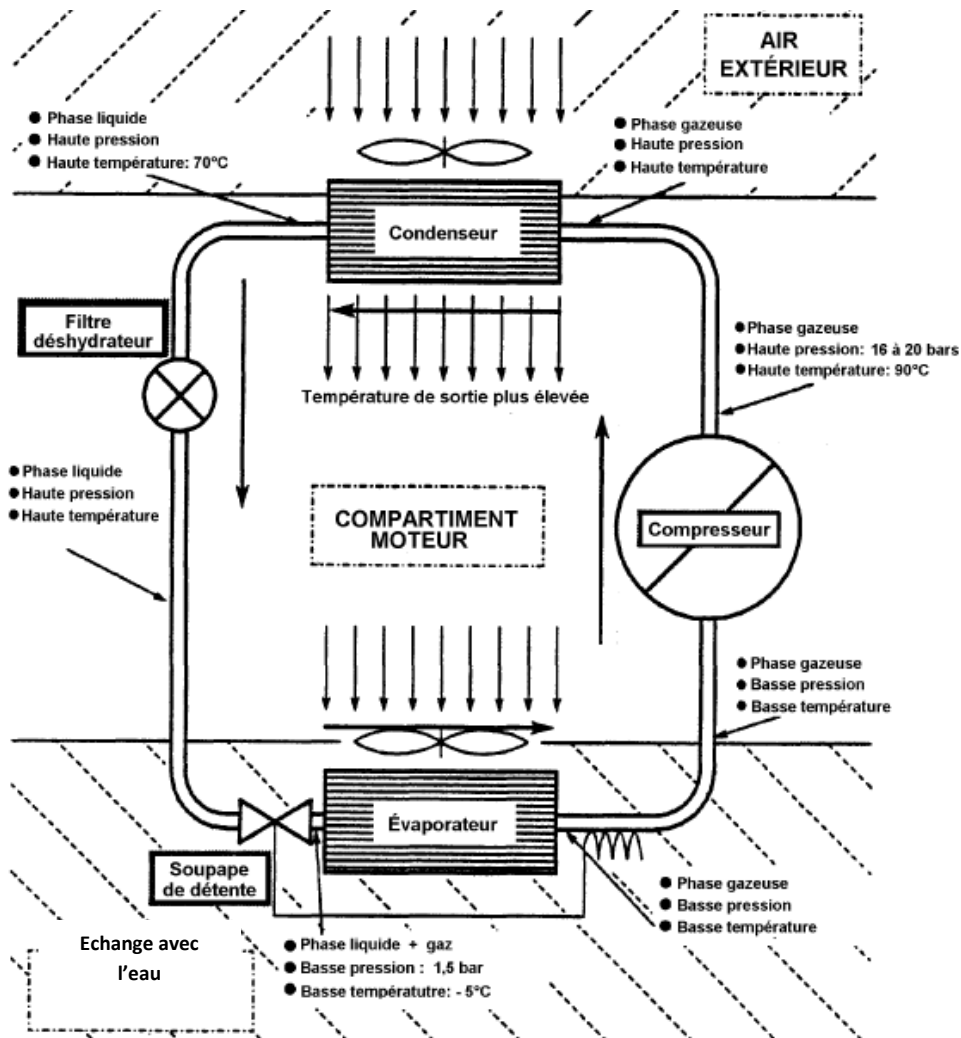 AIR
EXTÉRIEUR
● Phase liquide
● Haute pression
● Haute température: 70°C
● Phase gazeuse
● Haute pression
● Haute température
Condenseur
Filtre
déshydrateur
● Phase gazeuse
● Haute pression: 16 à 20 bars
● Haute température: 90°C
Température de sortie plus élevée
● Phase liquide
● Haute pression
● Haute température
COMPARTIMENT
MOTEUR
Compresseur
● Phase gazeuse
● Basse pression
● Basse température
Évaporateur
Soupape
de détente
● Phase gazeuse
● Basse pression
● Basse température
Echange avec
l'eau
● Phase liquide + gaz
● Basse pression : 1,5 bar
● Basse températutre: - 5°C